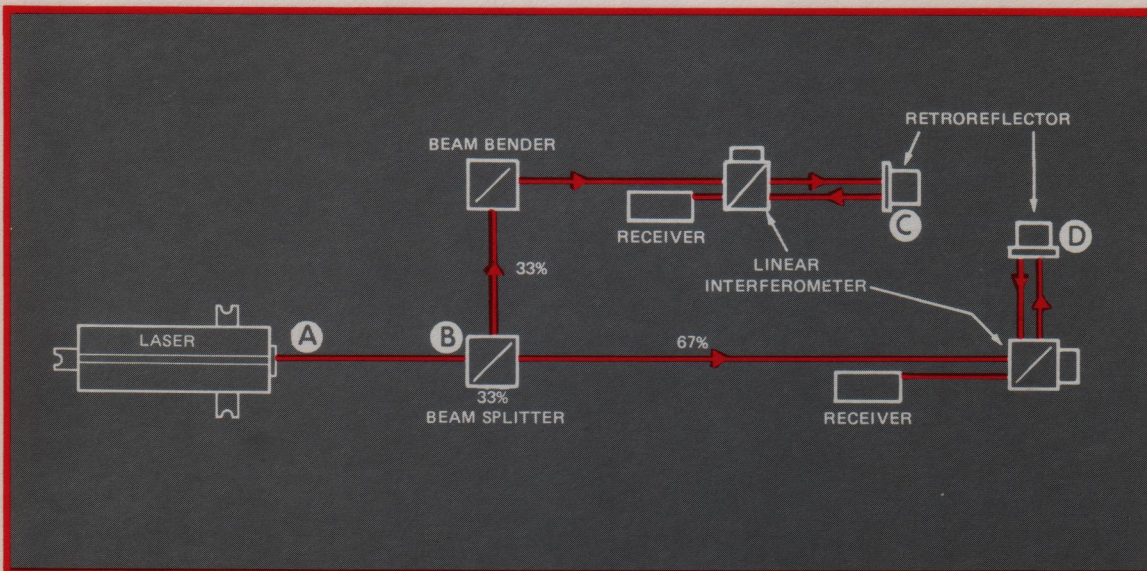 RETROREFLECTOR
BEAM BENDER
C
RECEIVER
D
LINEAR
INTERFEROMETER
33%
A
B
LASER
67%
33%
BEAM SPLITTER
RECEIVER